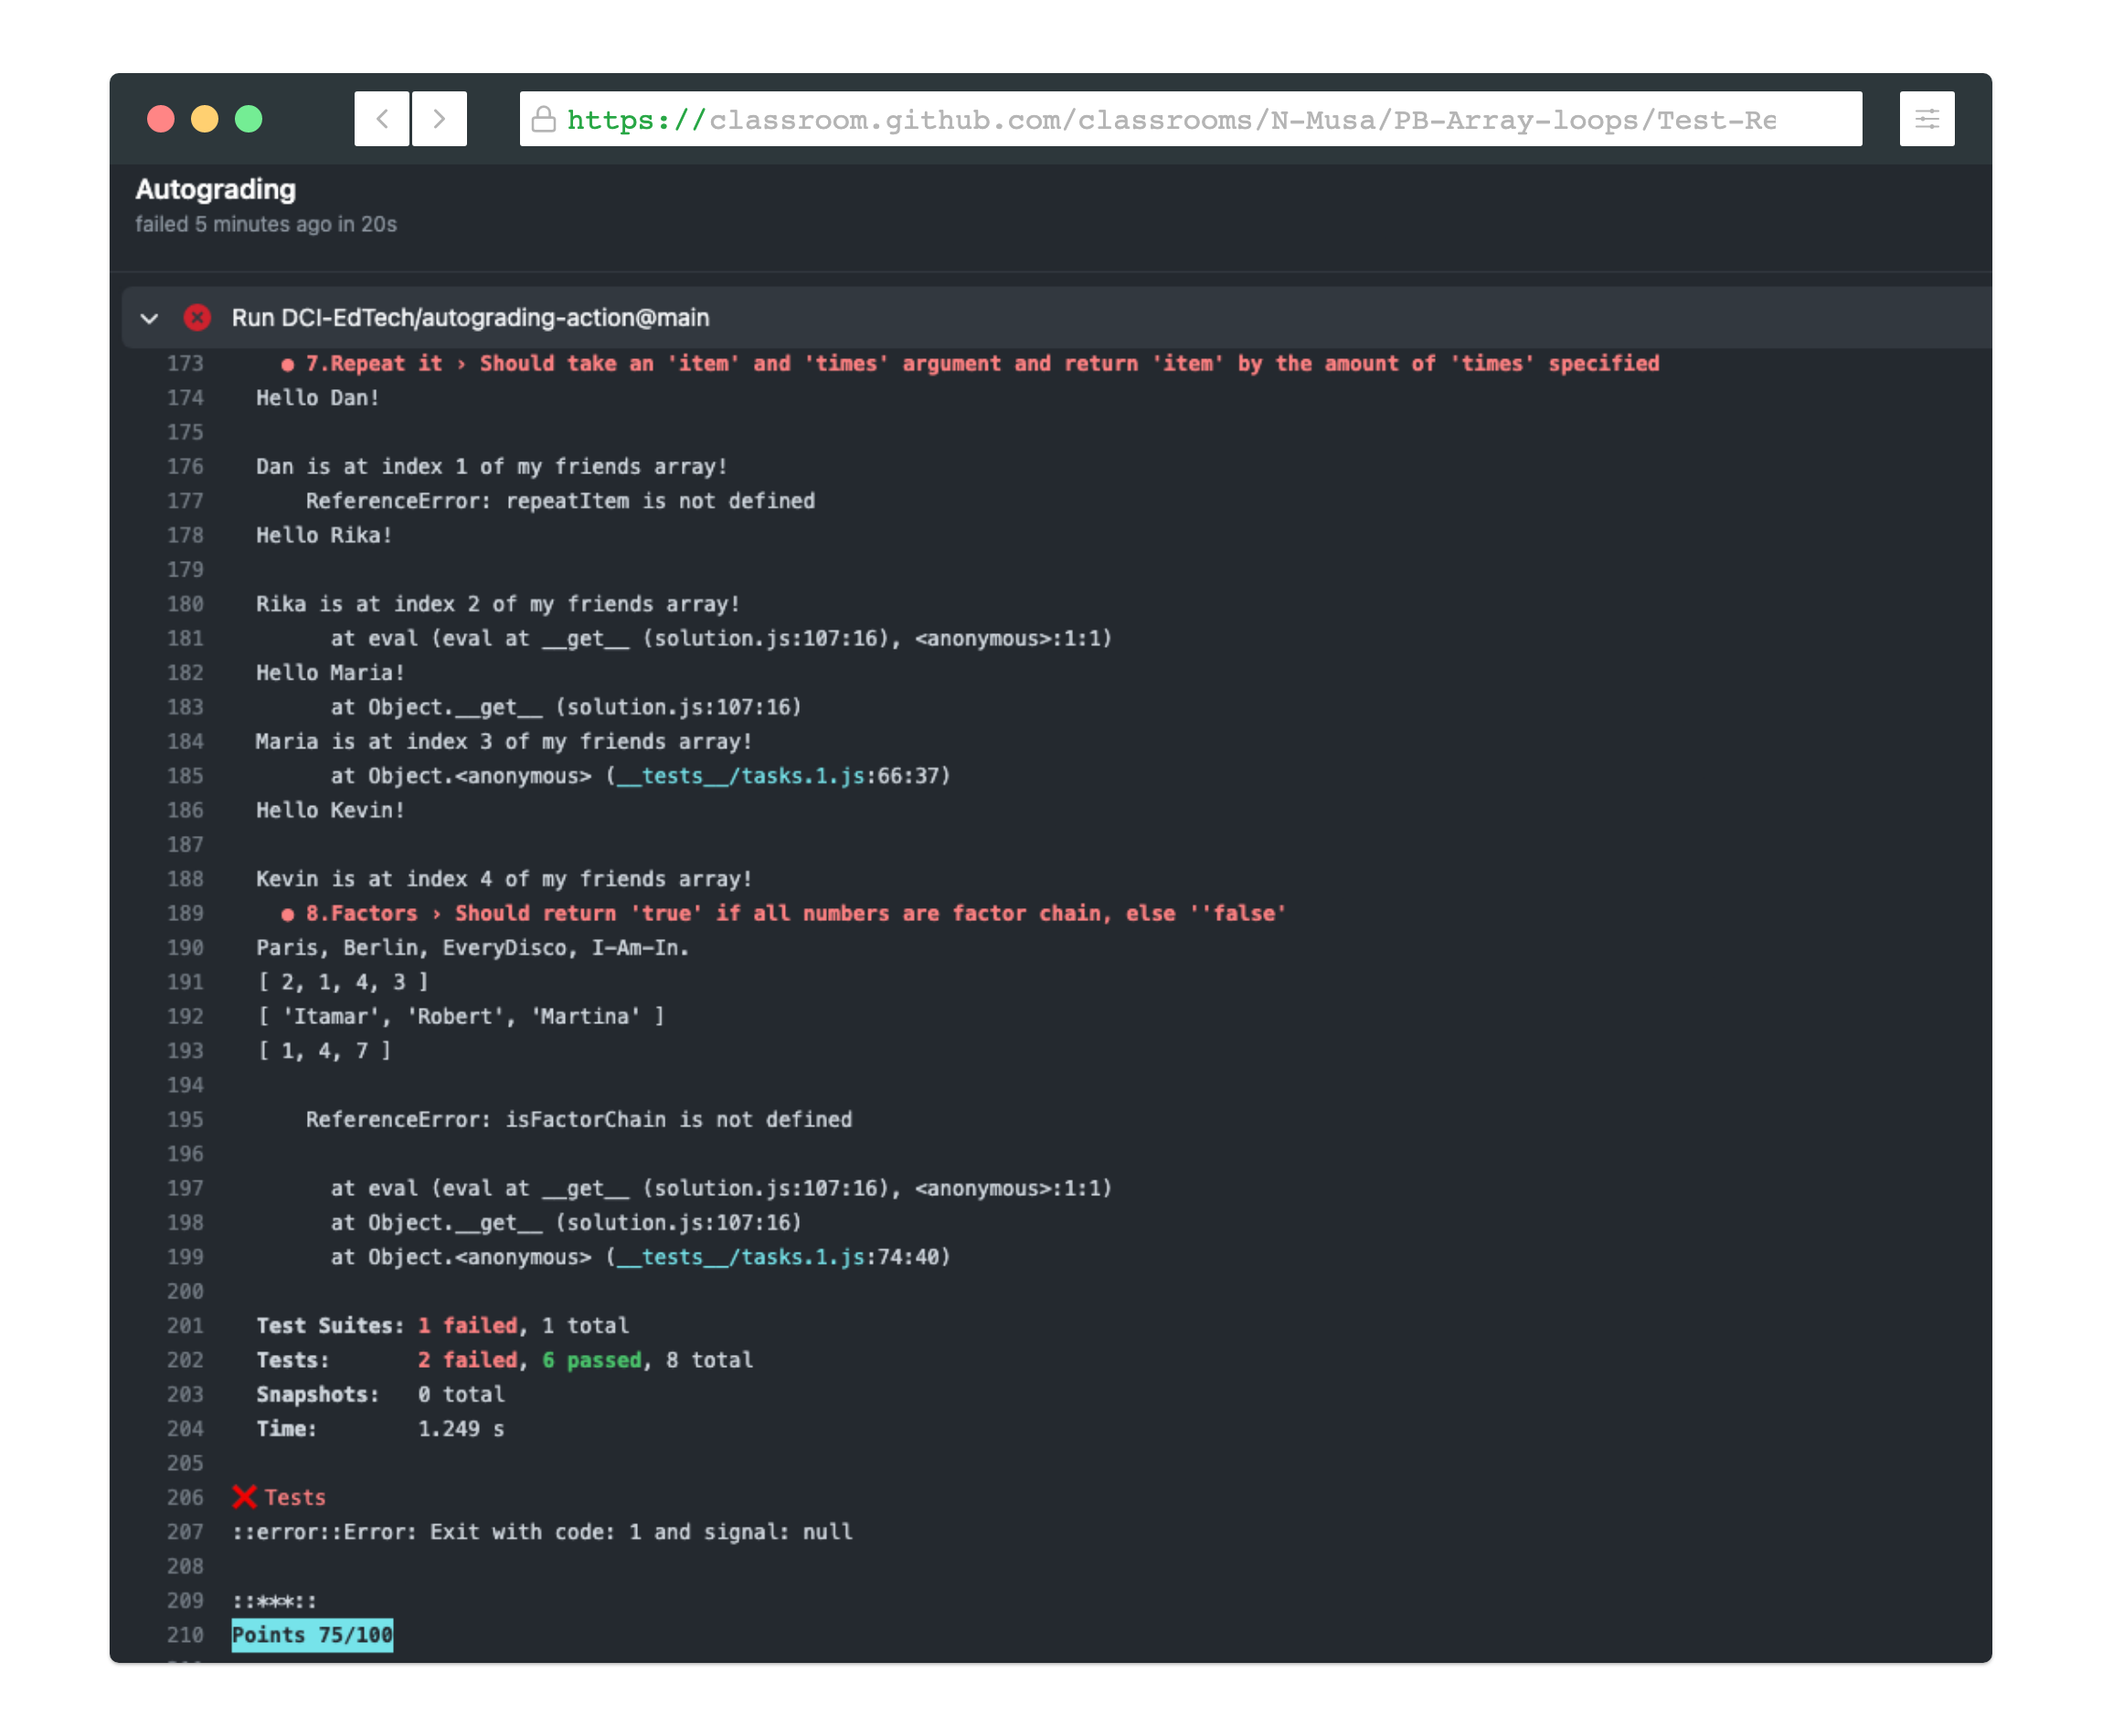 https://classroom.github.com/classrooms/N-Musa/PB-Array-loops/Test-Re
Autograding
failed 5 minutes ago in 20s
Run DCI-EdTech/autograding-action@main
173 ● 7.Repeat it › Should take an 'item' and 'times' argument and return 'item' by the amount of 'times' specified
174 Hello Dan!
175
176 Dan is at index 1 of my friends array!
177 ReferenceError: repeatItem is not defined
178 Hello Rika!
179
180 Rika is at index 2 of my friends array!
181 at eval (eval at __get__ (solution.js:107:16), <anonymous>:1:1)
182 Hello Maria!
183 at Object.__get__ (solution.js:107:16)
184 Maria is at index 3 of my friends array!
185 at Object.<anonymous> (__tests__/tasks.1.js:66:37)
186 Hello Kevin!
187
188 Kevin is at index 4 of my friends array!
189 ● 8.Factors › Should return 'true' if all numbers are factor chain, else ''false'
190 Paris, Berlin, EveryDisco, I-Am-In.
191 [ 2, 1, 4, 3 ]
192 [ 'Itamar', 'Robert', 'Martina' ]
193 [ 1, 4, 7 ]
194
195 ReferenceError: isFactorChain is not defined
196
197 at eval (eval at __get__ (solution.js:107:16), <anonymous>:1:1)
198 at Object.__get__ (solution.js:107:16)
199 at Object.<anonymous> (__tests__/tasks.1.js:74:40)
200
201 Test Suites: 1 failed, 1 total
202 Tests: 2 failed, 6 passed, 8 total
203 Snapshots: 0 total
204 Time: 1.249 s
205
206 ❌ Tests
207 ::error::Error: Exit with code: 1 and signal: null
208
209 ::***::
210 Points 75/100